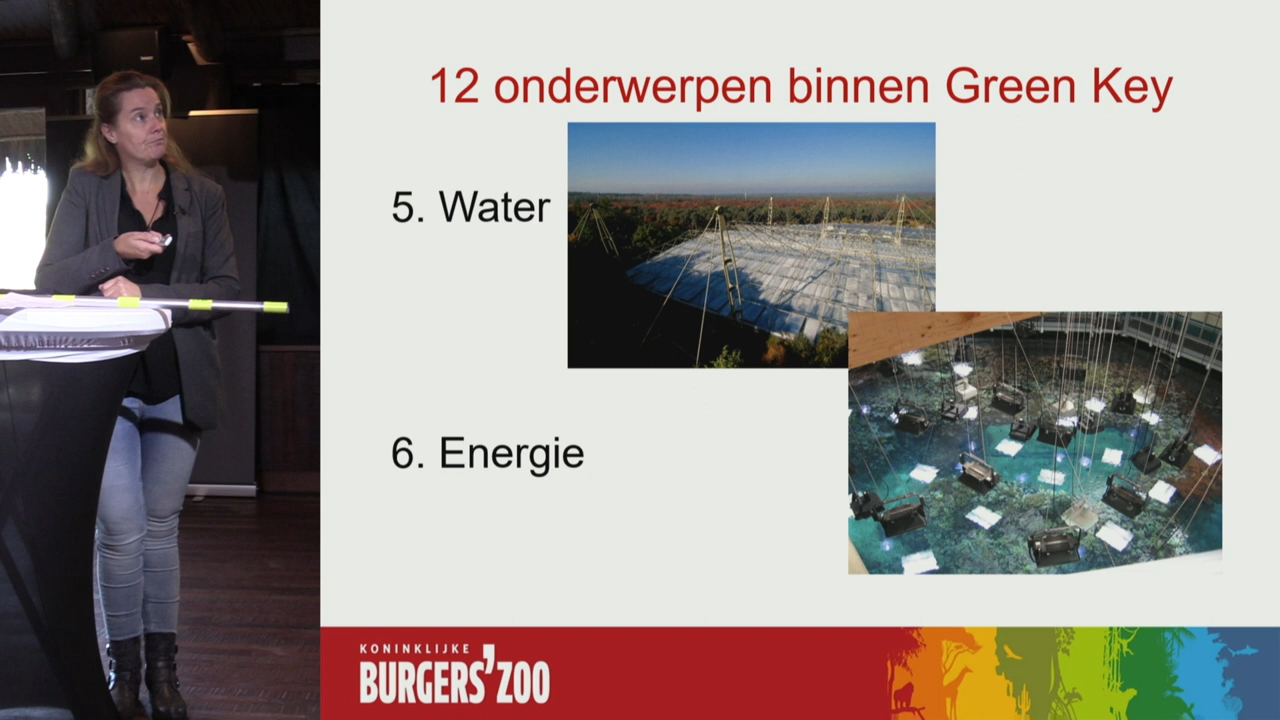 12 onderwerpen binnen Green Key
5. Water
6. Energie
KONINKLIJKE
BURGERS' ZOO